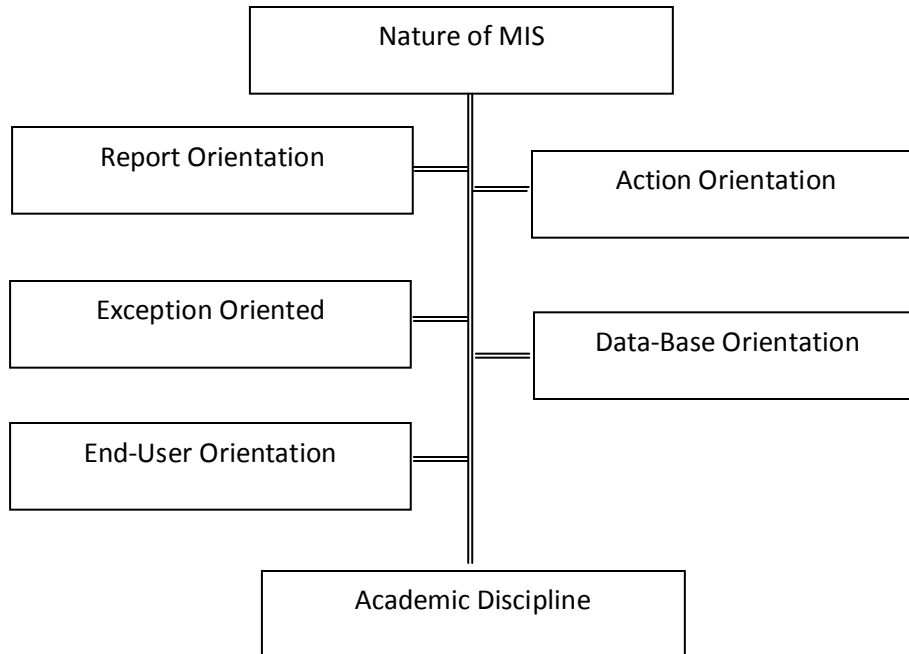 Nature of MIS
Report Orientation
Action Orientation
Exception Oriented
Data-Base Orientation
End-User Orientation
Academic Discipline